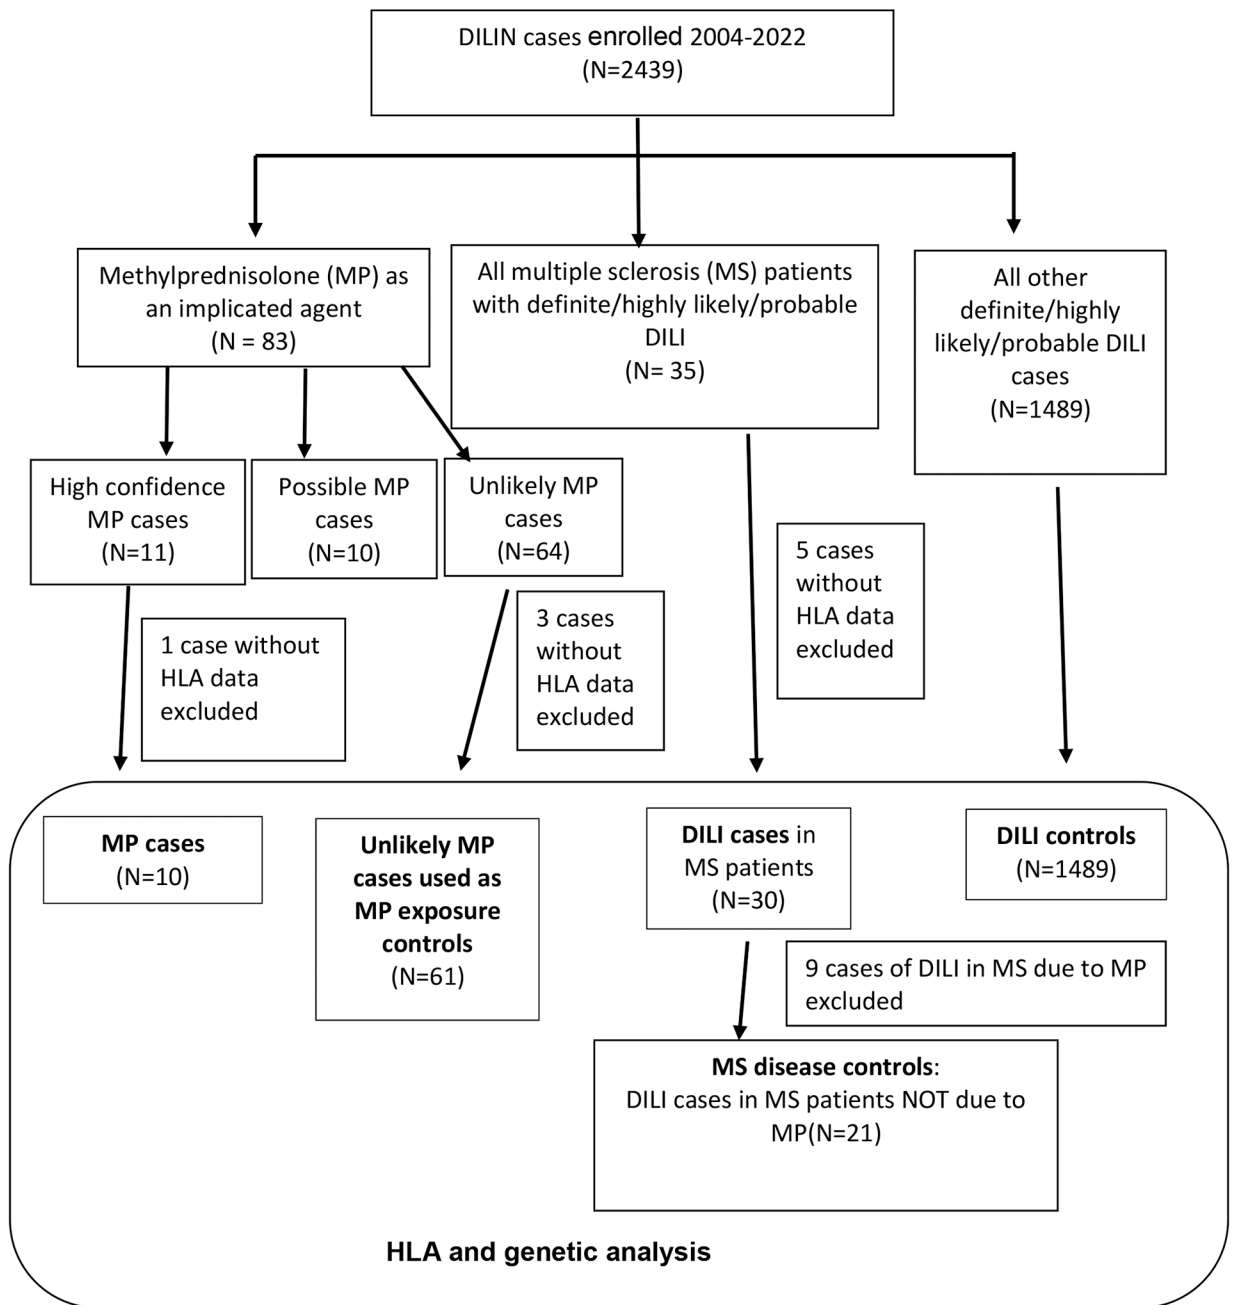 DILIN cases enrolled 2004-2022
(N=2439)
Methylprednisolone (MP) as
an implicated agent
(N = 83)
All multiple sclerosis (MS) patients
with definite/highly likely/probable
DILI
(N= 35)
All other
definite/highly
likely/probable DILI
cases
(N=1489)
High confidence
MP cases
(N=11)
Possible MP
cases
(N=10)
Unlikely MP
cases
(N=64)
1 case without
HLA data
excluded
3 cases
without
HLA data
excluded
5 cases
without
HLA data
excluded
MP cases
(N=10)
Unlikely MP
cases used as
MP exposure
controls
(N=61)
DILI cases in
MS patients
(N=30)
DILI controls
(N=1489)
9 cases of DILI in MS due to MP
excluded
MS disease controls:
DILI cases in MS patients NOT due to
MP(N=21)
HLA and genetic analysis